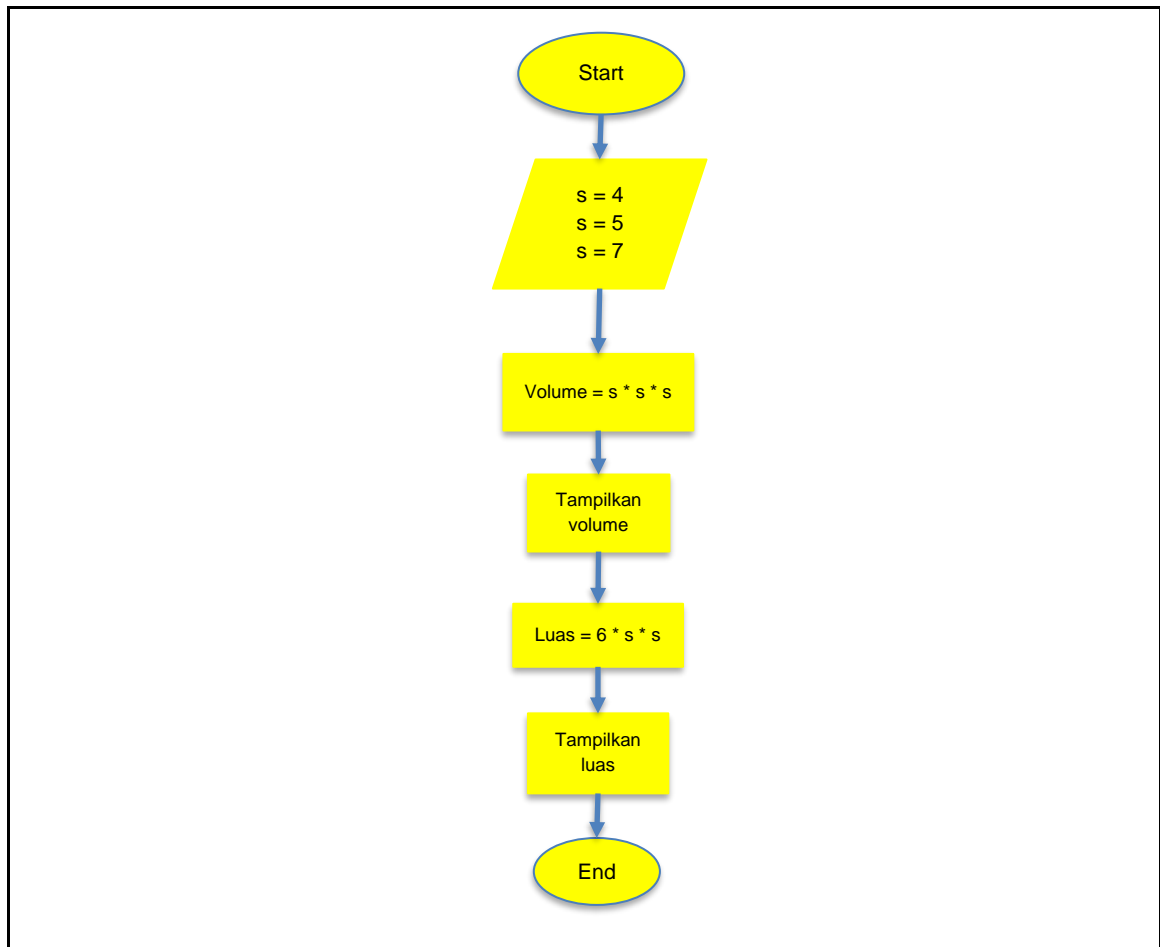 Start
s = 4
s = 5
s = 7
Volume = s * s * s
Tampilkan
volume
Luas = 6 * s * s
Tampilkan
luas
End